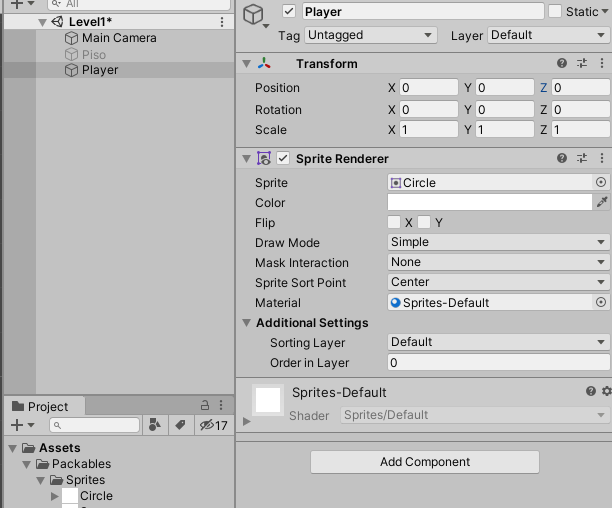 All
Level1*
Main Camera
Piso
Player
Project
17
Assets
Packables
Sprites
Circle
Player
Static
Tag Untagged Layer Default
Transform
Position X 0 Y 0 Z 0
Rotation X 0 Y 0 Z 0
Scale X 1 Y 1 Z 1
Sprite Renderer
Sprite Circle
Color
Flip X Y
Draw Mode Simple
Mask Interaction None
Sprite Sort Point Center
Material Sprites-Default
Additional Settings
Sorting Layer Default
Order in Layer 0
Sprites-Default
Shader Sprites/Default
Add Component